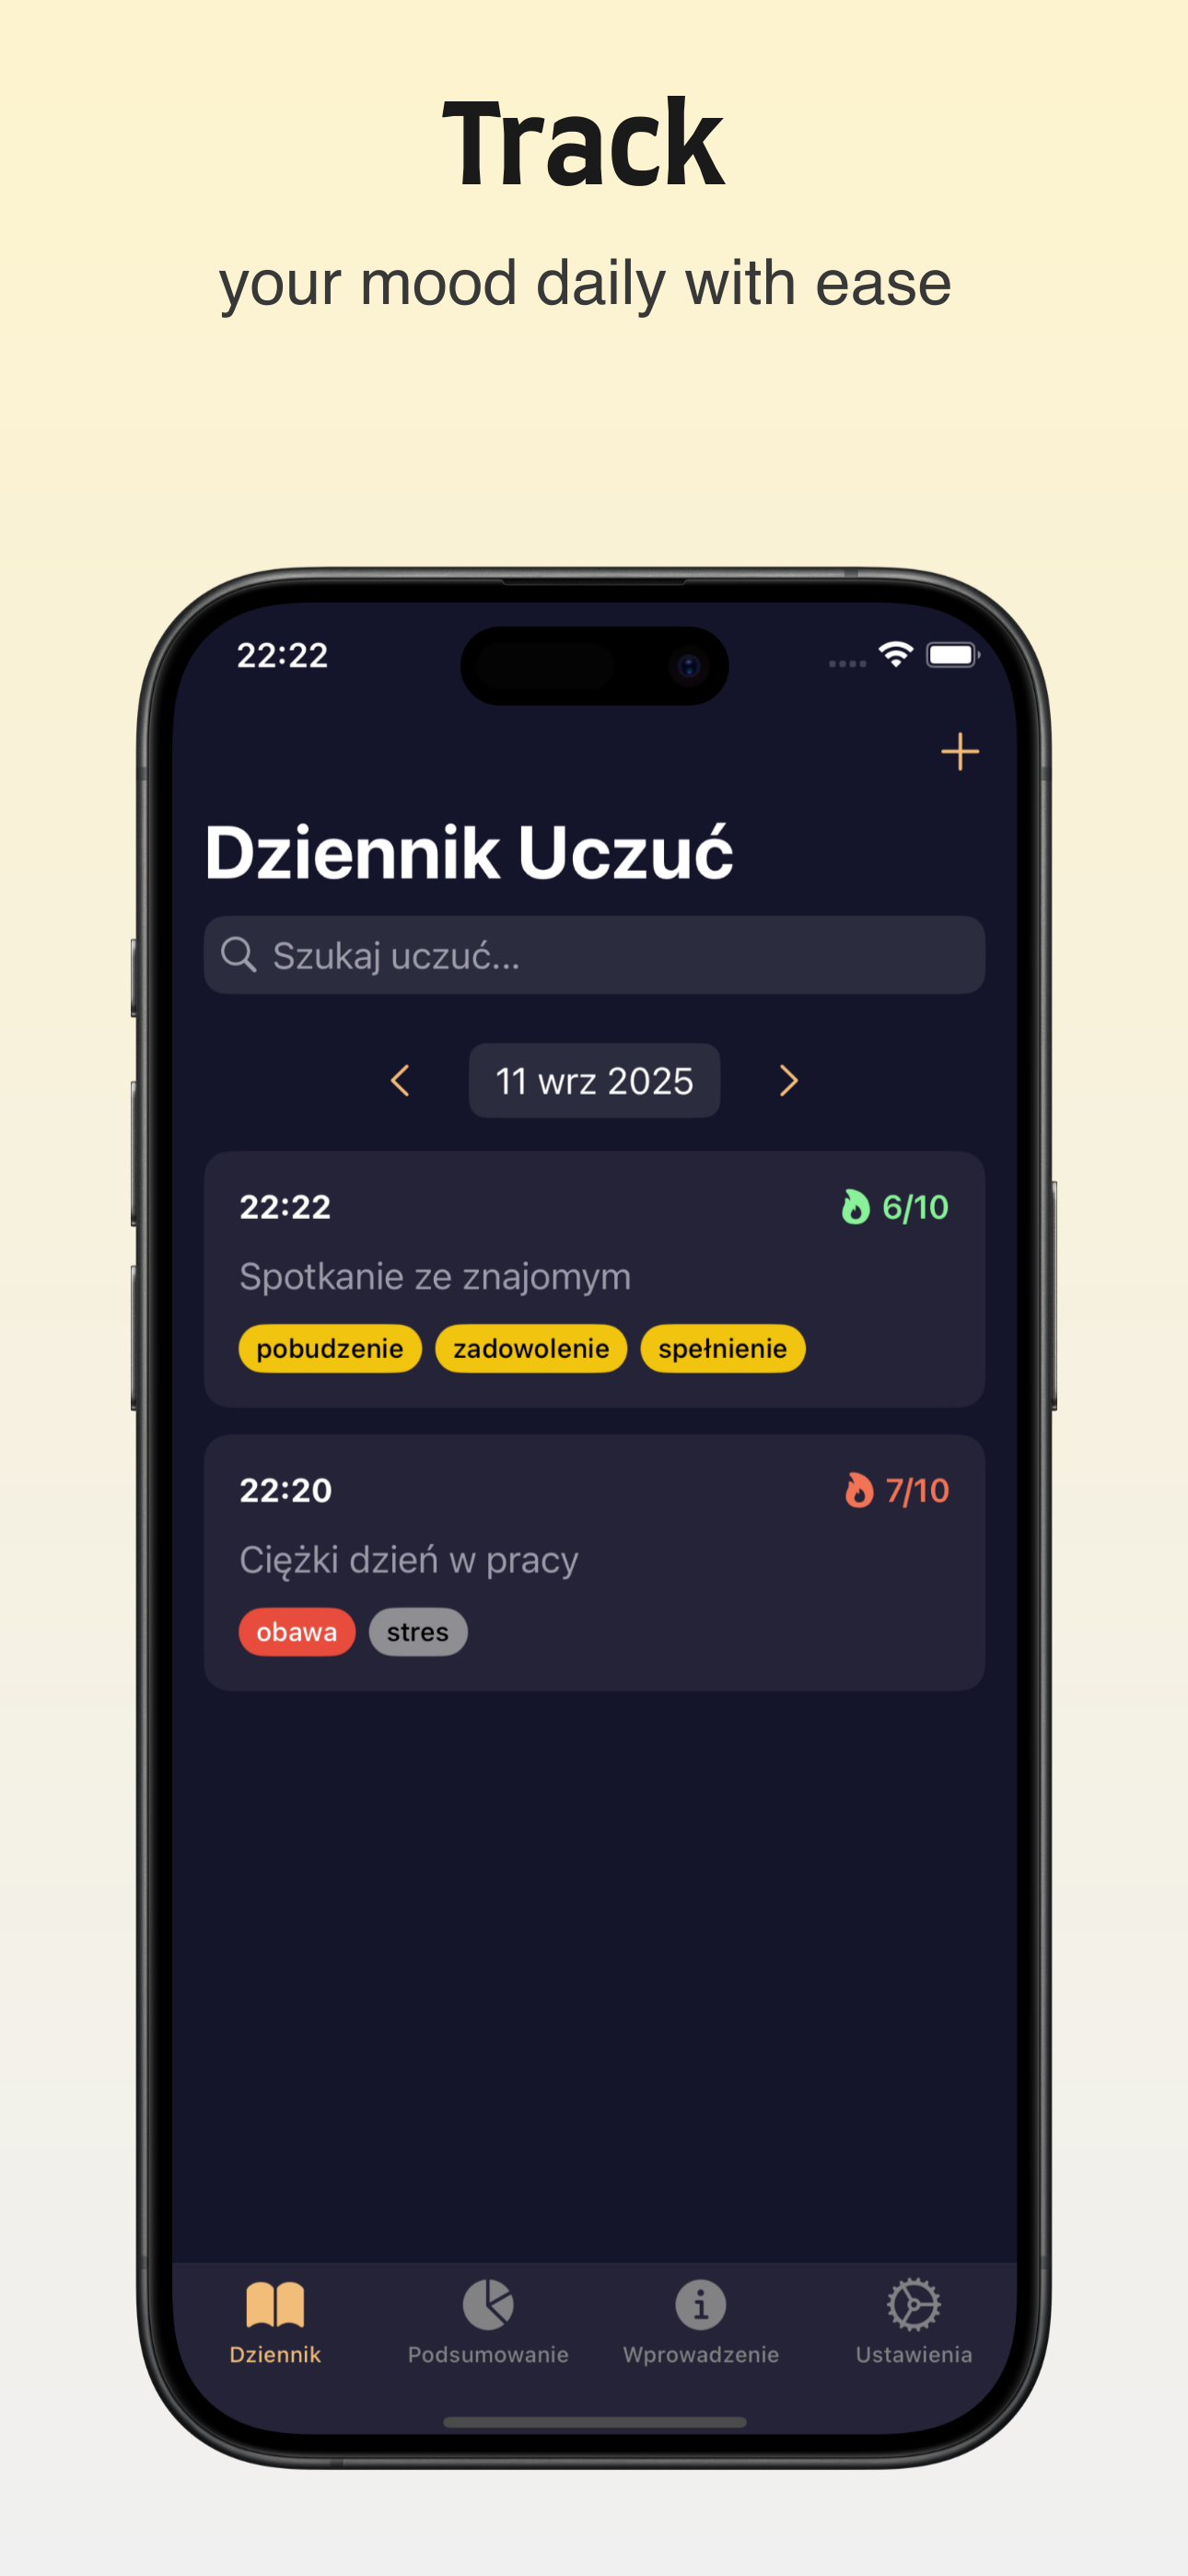 Track
your mood daily with ease
22:22
Dziennik Uczuć
Szukaj uczuć...
11 wrz 2025
22:22 6/10
Spotkanie ze znajomym
pobudzenie zadowolenie spełnienie
22:20 7/10
Ciężki dzień w pracy
obawa stres
Dziennik Podsumowanie Wprowadzenie Ustawienia